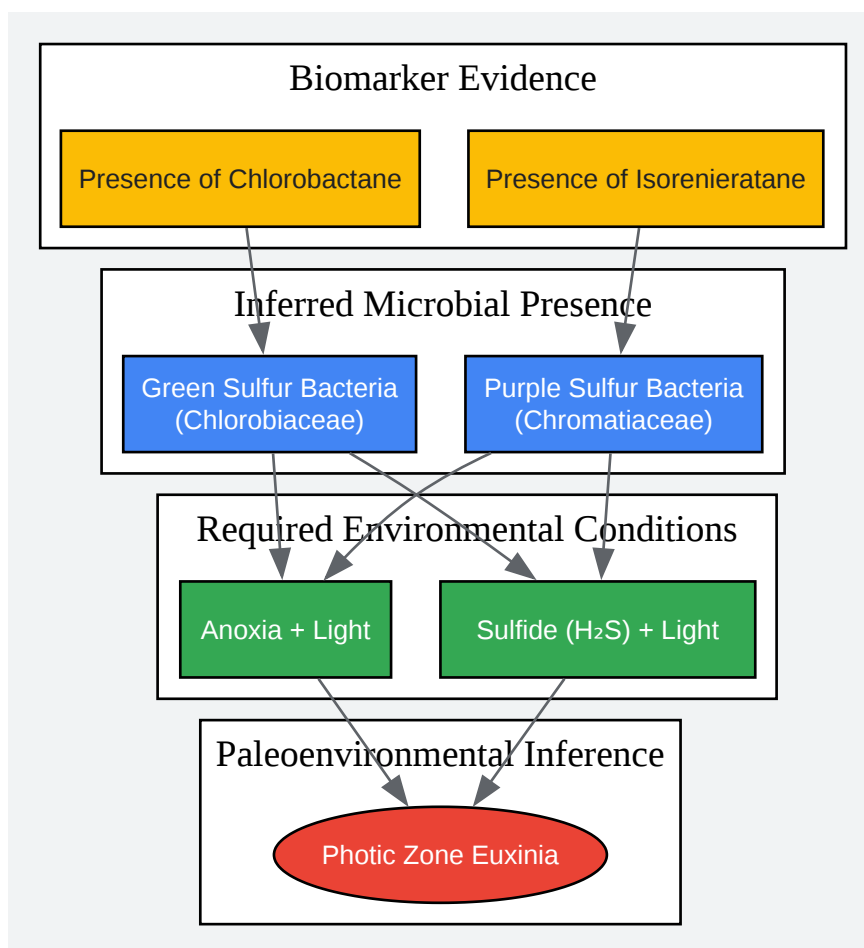 Biomarker Evidence
Presence of Chlorobactane
Presence of Isorenieratane
Inferred Microbial Presence
Green Sulfur Bacteria
(Chlorobiaceae)
Purple Sulfur Bacteria
(Chromatiaceae)
Required Environmental Conditions
Anoxia + Light
Sulfide (H₂S) + Light
Paleoenvironmental Inference
Photic Zone Euxinia